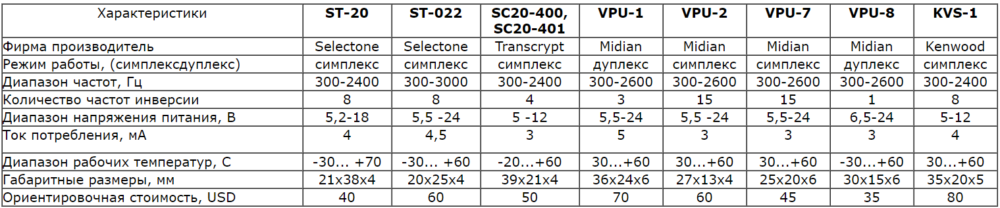 Характеристики ST-20 ST-022 SC20-400, SC20-401 VPU-1 VPU-2 VPU-7 VPU-8 KVS-1
Фирма производитель Selectone Selectone Transcrypt Midian Midian Midian Midian Kenwood
Режим работы, (симплексдуплекс) симплекс симплекс симплекс дуплекс симплекс симплекс дуплекс симплекс
Диапазон частот, Гц 300-2400 300-3000 300-2400 300-2600 300-2600 300-2600 300-2600 300-2400
Количество частот инверсии 8 8 4 3 15 15 1 8
Диапазон напряжения питания, В 5,2-18 5,5 -24 5 -12 5,5-24 5,5 -24 5,5-24 6,5-24 5-12
Ток потребления, мА 4 4,5 3 5 3 3 3 4
Диапазон рабочих температур, С -30... +70 -30... +60 -20...+60 30...+60 30...+60 30...+60 -30...+60 30...+60
Габаритные размеры, мм 21x38x4 20x25x4 39x21x4 36x24x6 27x13x4 25x20x6 30x15x6 35x20x5
Ориентировочная стоимость, USD 40 60 50 70 60 45 35 80